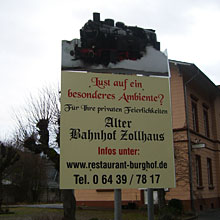 Lust auf ein
besonderes Ambiente?
Für Ihre privaten Feierlichkeiten
Alter
Bahnhof Zollhaus
Infos unter:
www.restaurant-burghof.de
Tel. 0 64 39 / 78 17